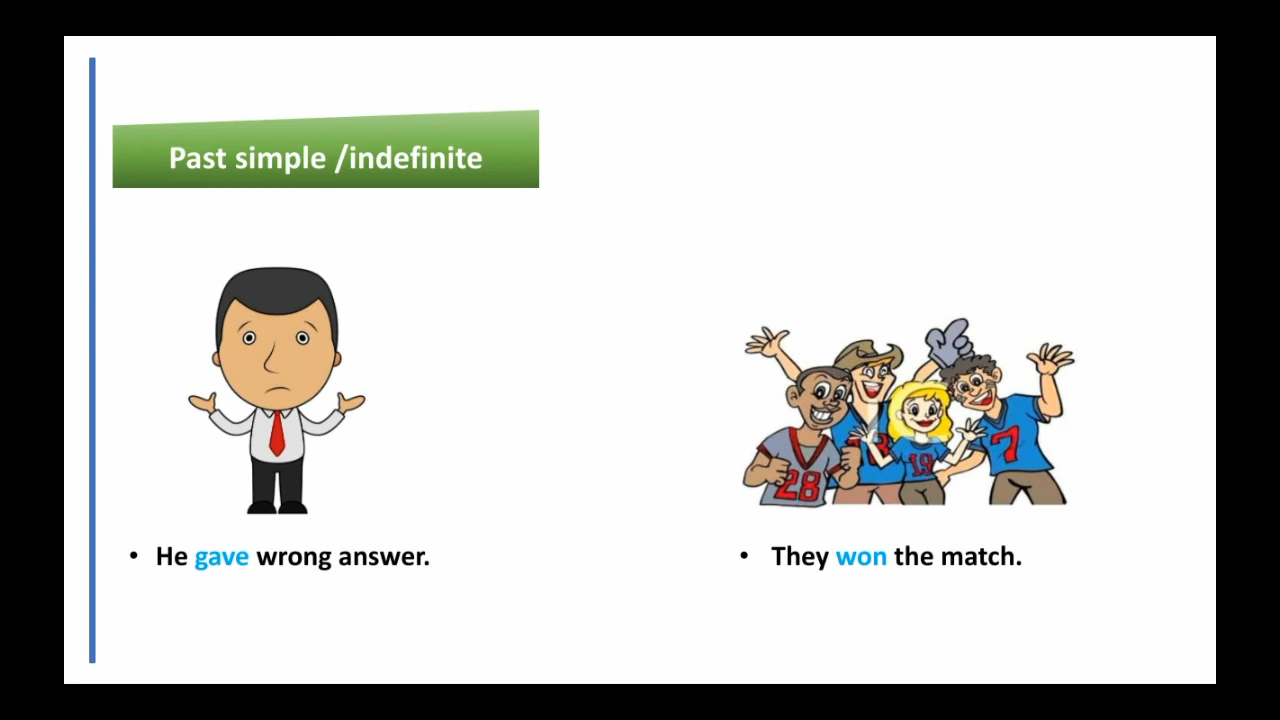 Past simple /indefinite
28
19
7
• He gave wrong answer.
• They won the match.